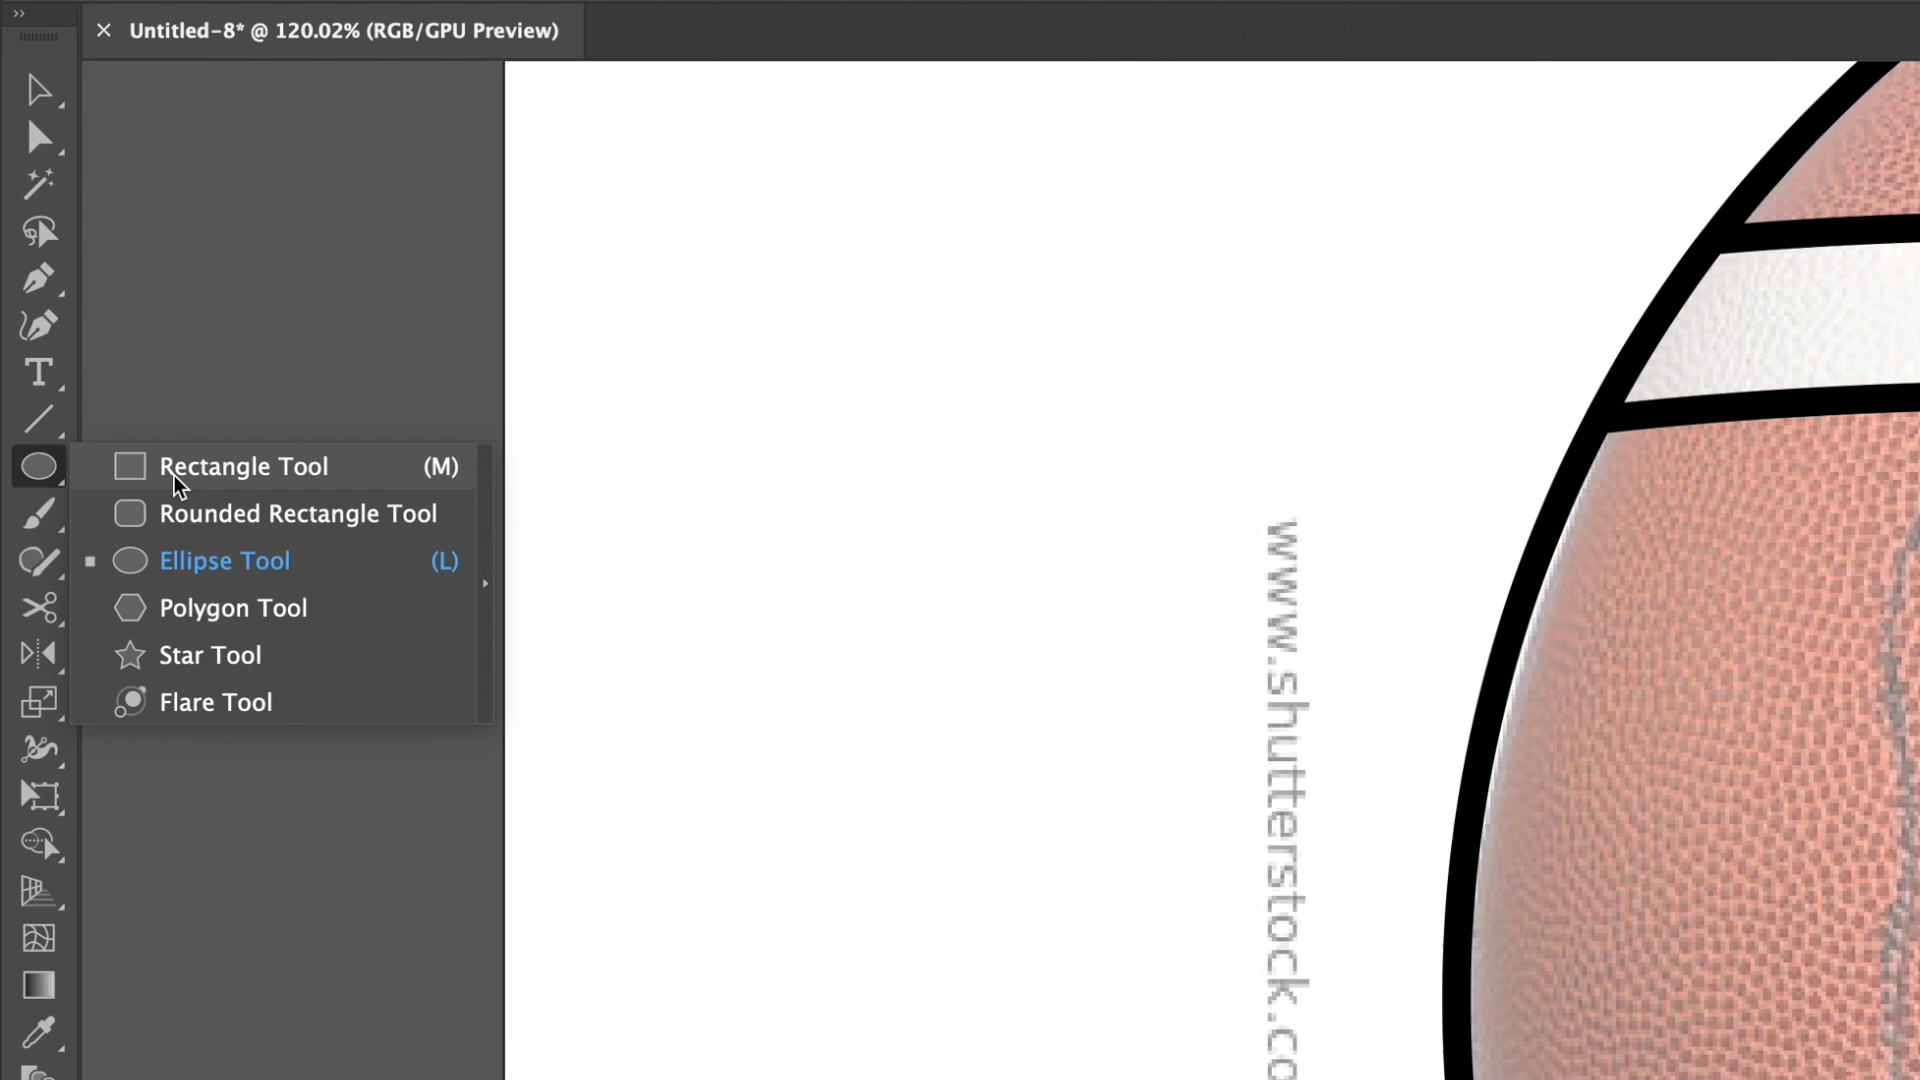 Untitled-8* @ 120.02% (RGB/GPU Preview)
Rectangle Tool (M)
Rounded Rectangle Tool
Ellipse Tool (L)
Polygon Tool
Star Tool
Flare Tool
www.shutterstock.co